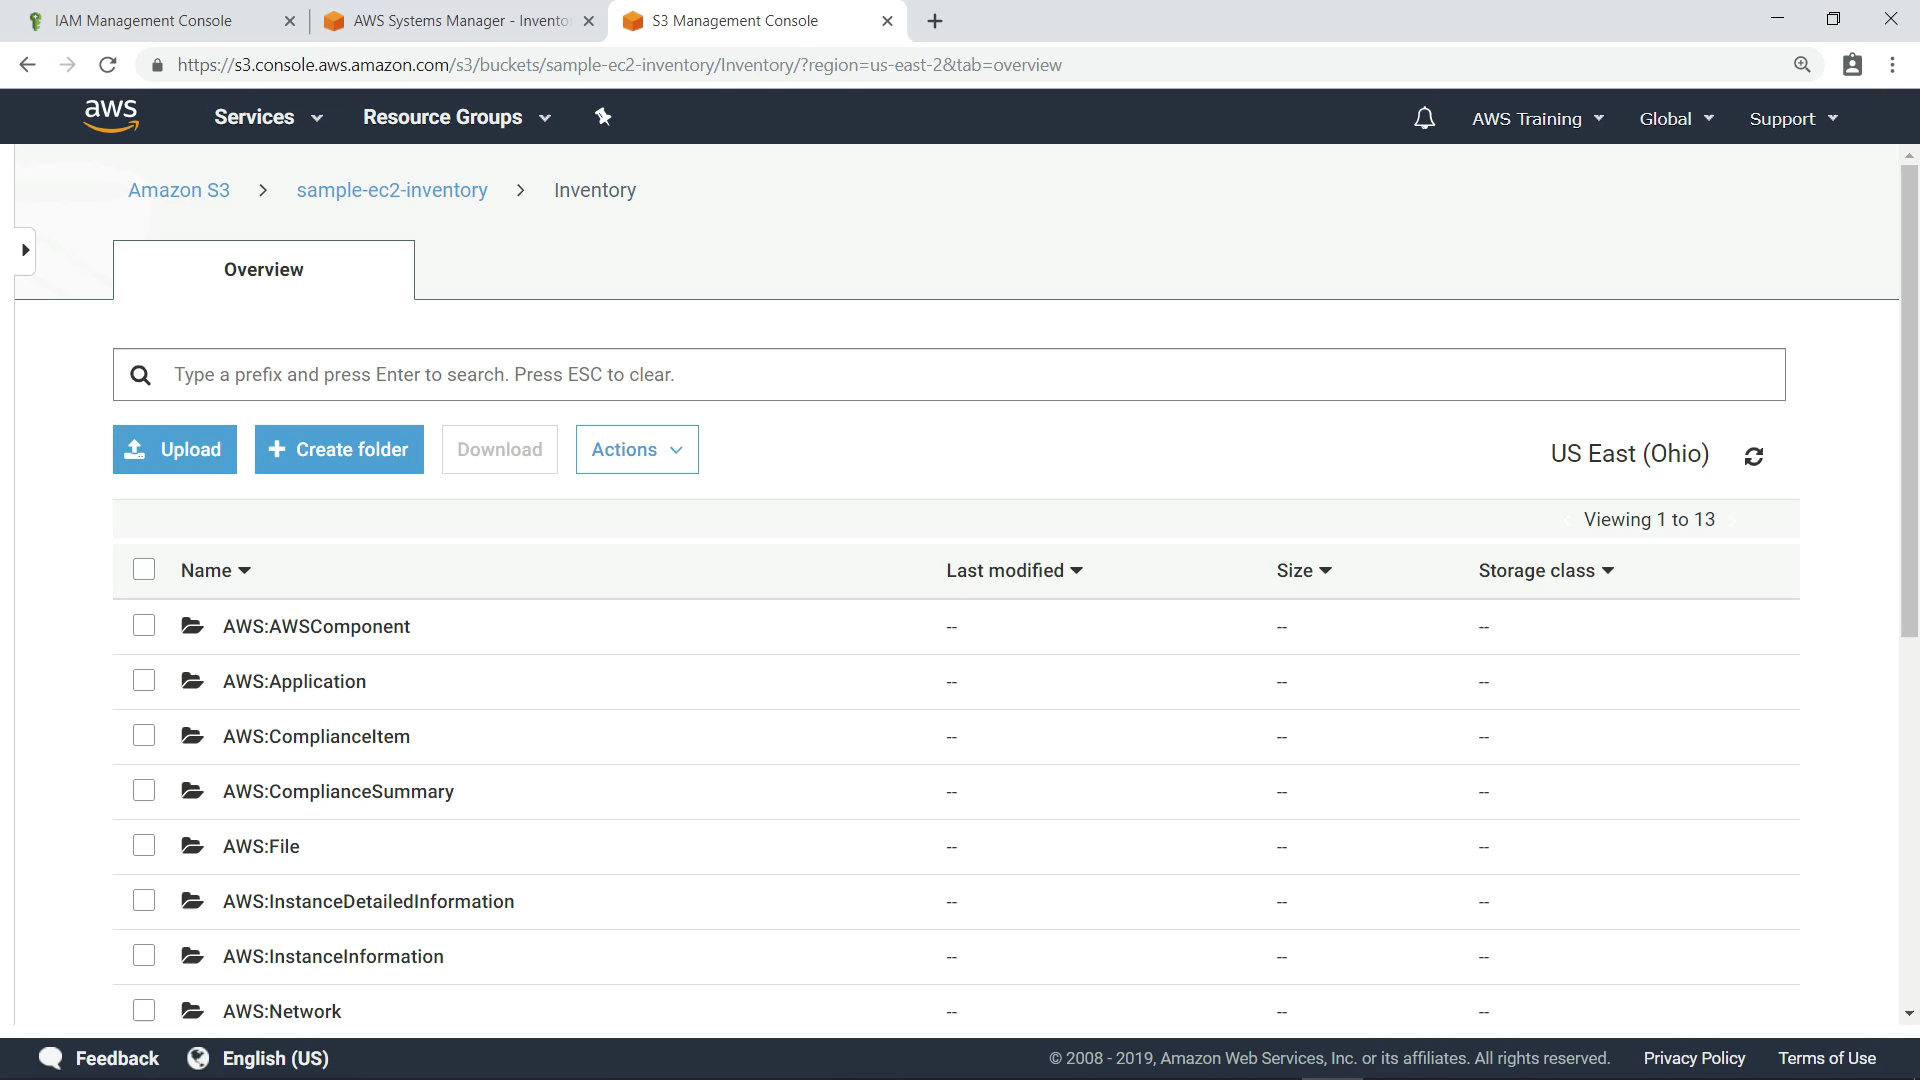 IAM Management Console
AWS Systems Manager - Invento
S3 Management Console
https://s3.console.aws.amazon.com/s3/buckets/sample-ec2-inventory/Inventory/?region=us-east-2&tab=overview
aws Services Resource Groups AWS Training Global Support
Amazon S3 > sample-ec2-inventory > Inventory
Overview
Type a prefix and press Enter to search. Press ESC to clear.
Upload + Create folder Download Actions US East (Ohio)
Viewing 1 to 13
Name Last modified Size Storage class
AWS:AWSComponent -- -- --
AWS:Application -- -- --
AWS:ComplianceItem -- -- --
AWS:ComplianceSummary -- -- --
AWS:File -- -- --
AWS:InstanceDetailedInformation -- -- --
AWS:InstanceInformation -- -- --
AWS:Network -- -- --
Feedback English (US) © 2008 - 2019, Amazon Web Services, Inc. or its affiliates. All rights reserved. Privacy Policy Terms of Use